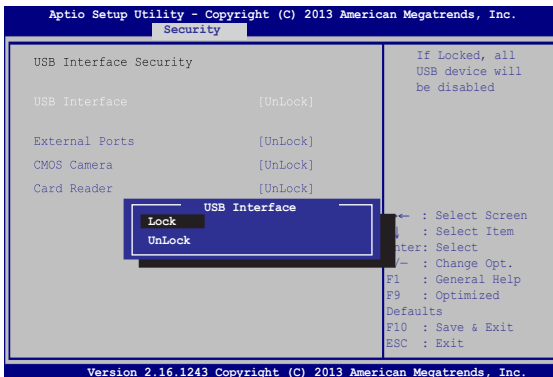 Aptio Setup Utility - Copyright (C) 2013 American Megatrends, Inc.
Security
USB Interface Security
USB Interface [UnLock]
External Ports [UnLock]
CMOS Camera [UnLock]
Card Reader [UnLock]
USB Interface
Lock
UnLock
If Locked, all
USB device will
be disabled
→← : Select Screen
: Select Item
nter: Select
/— : Change Opt.
F1 : General Help
F9 : Optimized
Defaults
F10 : Save & Exit
ESC : Exit
Version 2.16.1243 Copyright (C) 2013 American Megatrends, Inc.